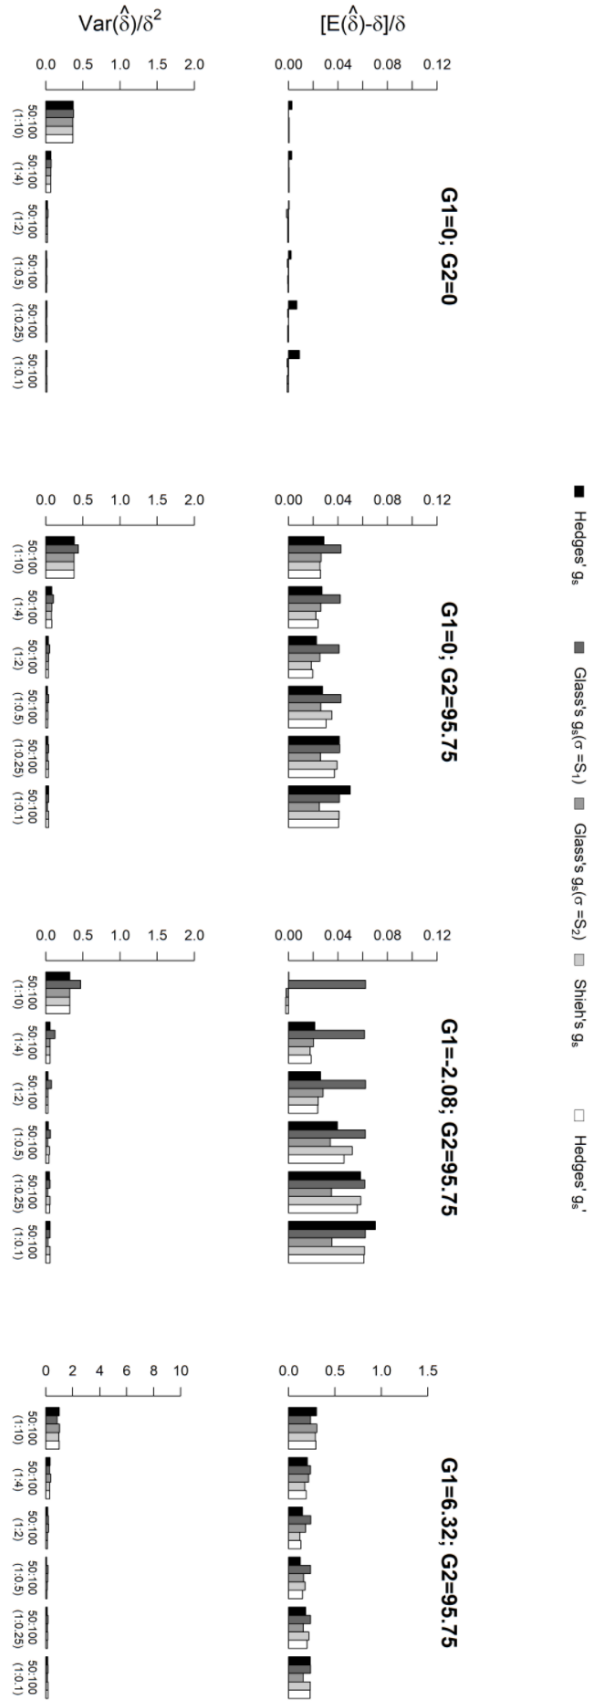 Hedges' gₛ Glass's gₛ(σ =S₁) Glass's gₛ(σ =S₂) Shieh's gₛ Hedges' gₛ'
G1=0; G2=0
G1=0; G2=95.75
G1=-2.08; G2=95.75
G1=6.32; G2=95.75
[E(δ̂)-δ]/δ
0.00 0.04 0.08 0.12
0.00 0.04 0.08 0.12
0.00 0.04 0.08 0.12
0.0 0.5 1.0 1.5
Var(δ̂)/δ²
0.0 0.5 1.0 1.5 2.0
50:100 50:100 50:100 50:100 50:100 50:100
(1:10) (1:4) (1:2) (1:0.5) (1:0.25) (1:0.1)
0.0 0.5 1.0 1.5 2.0
50:100 50:100 50:100 50:100 50:100 50:100
(1:10) (1:4) (1:2) (1:0.5) (1:0.25) (1:0.1)
0.0 0.5 1.0 1.5 2.0
50:100 50:100 50:100 50:100 50:100 50:100
(1:10) (1:4) (1:2) (1:0.5) (1:0.25) (1:0.1)
0 2 4 6 8 10
50:100 50:100 50:100 50:100 50:100 50:100
(1:10) (1:4) (1:2) (1:0.5) (1:0.25) (1:0.1)